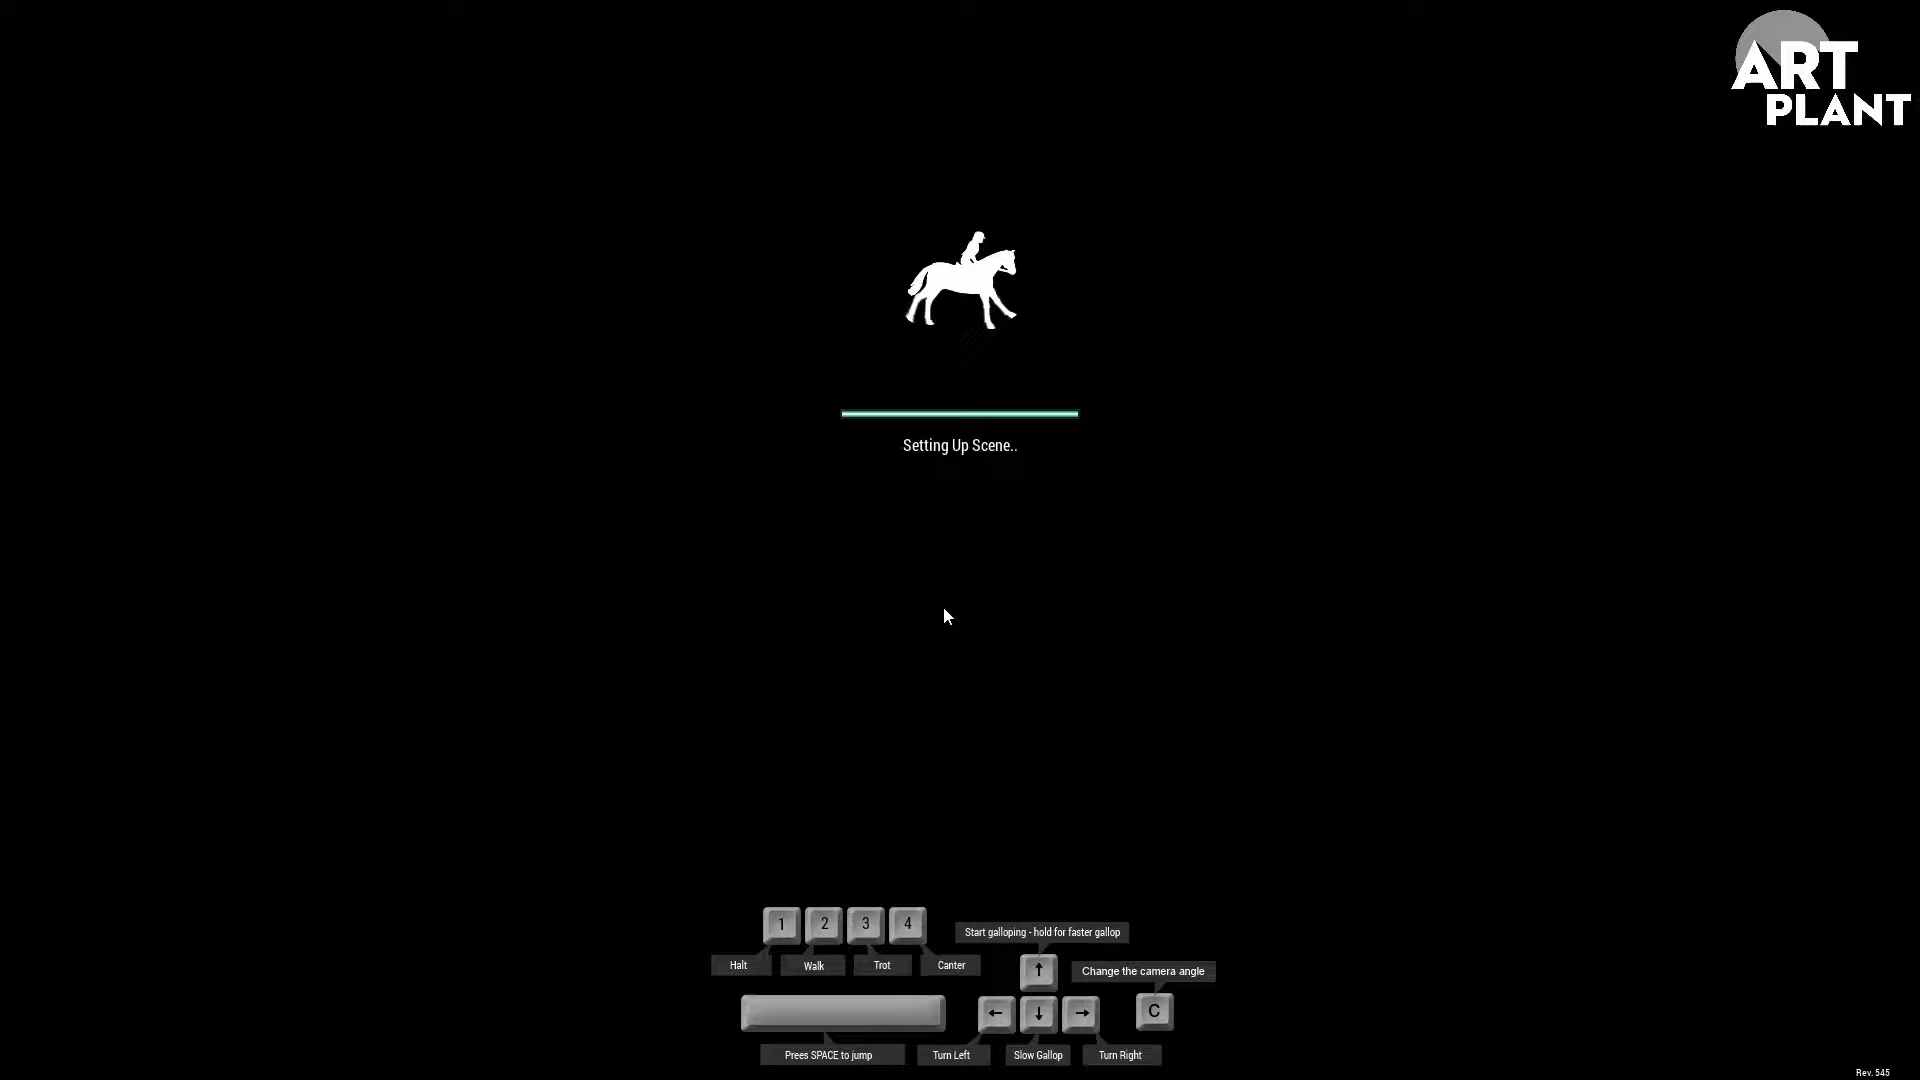 ART
PLANT
Setting Up Scene..
1 2 3 4
Start galloping - hold for faster gallop
Halt Walk Trot Canter
↑
Change the camera angle
← ↓ →
C
Prees SPACE to jump
Turn Left Slow Gallop Turn Right
Rev. 545